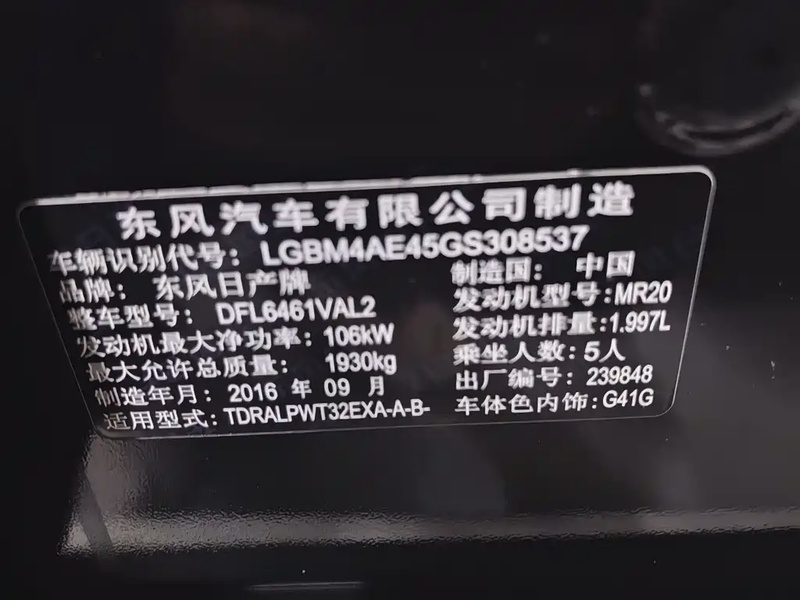 东风汽车有限公司制造
车辆识别代号: LGBM4AE45GS308537
品牌: 东风日产牌 制造国: 中国
整车型号: DFL6461VAL2 发动机型号:MR20
发动机最大净功率: 106kW 发动机排量:1.997L
最大允许总质量: 1930kg 乘坐人数:5人
制造年月: 2016 年 09 月 出厂编号: 239848
适用型式: TDRALPWT32EXA-A-B- 车体色内饰:G41G